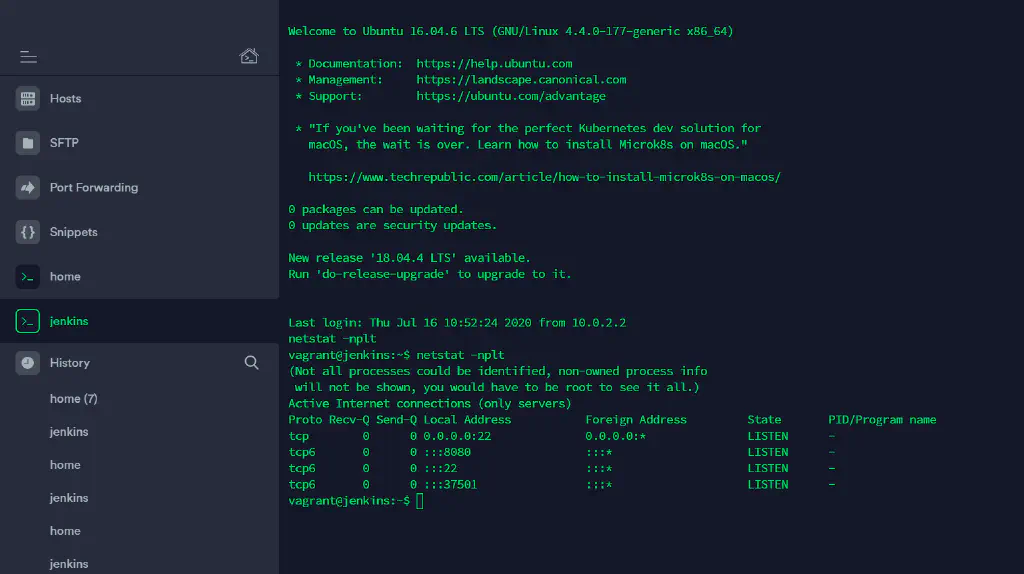 Hosts
SFTP
Port Forwarding
Snippets
home
jenkins
History
home (7)
jenkins
home
jenkins
home
jenkins
Welcome to Ubuntu 16.04.6 LTS (GNU/Linux 4.4.0-177-generic x86_64)
* Documentation:  https://help.ubuntu.com
* Management:     https://landscape.canonical.com
* Support:        https://ubuntu.com/advantage
* "If you've been waiting for the perfect Kubernetes dev solution for
macOS, the wait is over. Learn how to install Microk8s on macOS."
https://www.techrepublic.com/article/how-to-install-microk8s-on-macos/
0 packages can be updated.
0 updates are security updates.
New release '18.04.4 LTS' available.
Run 'do-release-upgrade' to upgrade to it.
Last login: Thu Jul 16 10:52:24 2020 from 10.0.2.2
netstat -nplt
vagrant@jenkins:~$ netstat -nplt
(Not all processes could be identified, non-owned process info
will not be shown, you would have to be root to see it all.)
Active Internet connections (only servers)
Proto Recv-Q Send-Q Local Address           Foreign Address         State       PID/Program name
tcp        0      0 0.0.0.0:22              0.0.0.0:*               LISTEN      -
tcp6       0      0 :::8080                 :::*                    LISTEN      -
tcp6       0      0 :::22                   :::*                    LISTEN      -
tcp6       0      0 :::37501                :::*                    LISTEN      -
vagrant@jenkins:~$